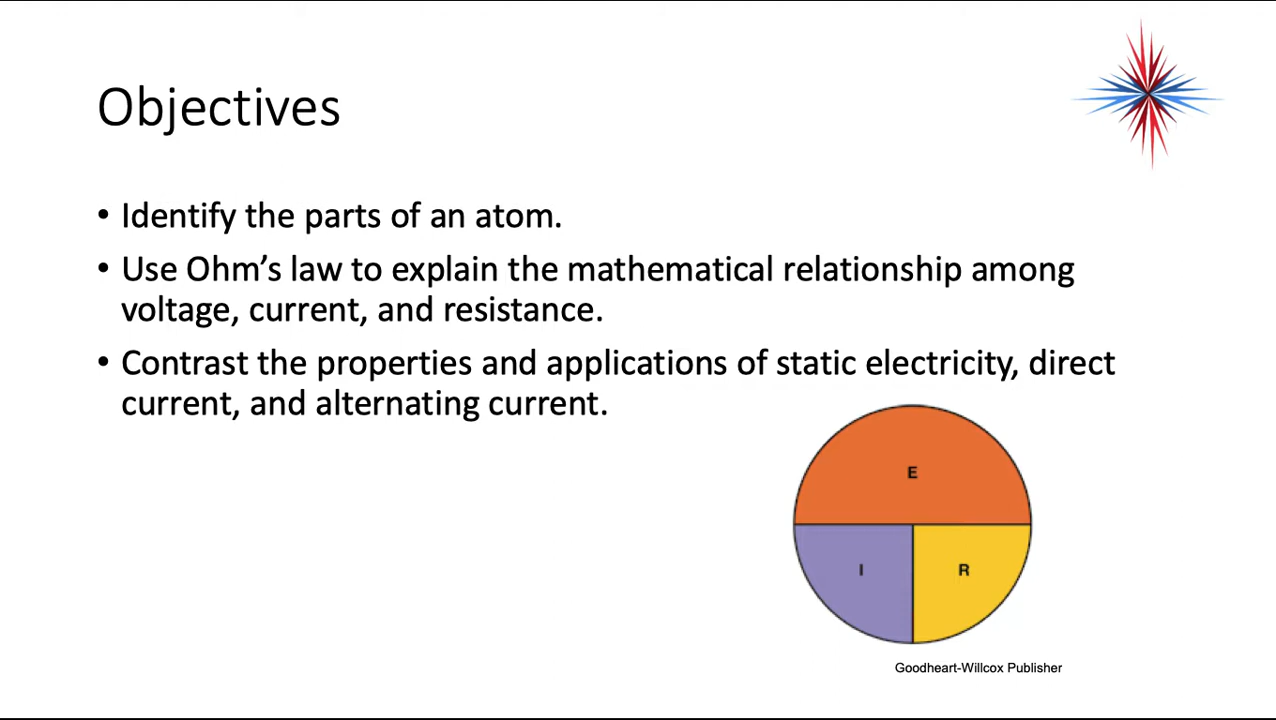 Objectives
• Identify the parts of an atom.
• Use Ohm’s law to explain the mathematical relationship among
voltage, current, and resistance.
• Contrast the properties and applications of static electricity, direct
current, and alternating current.
E
I R
Goodheart-Willcox Publisher